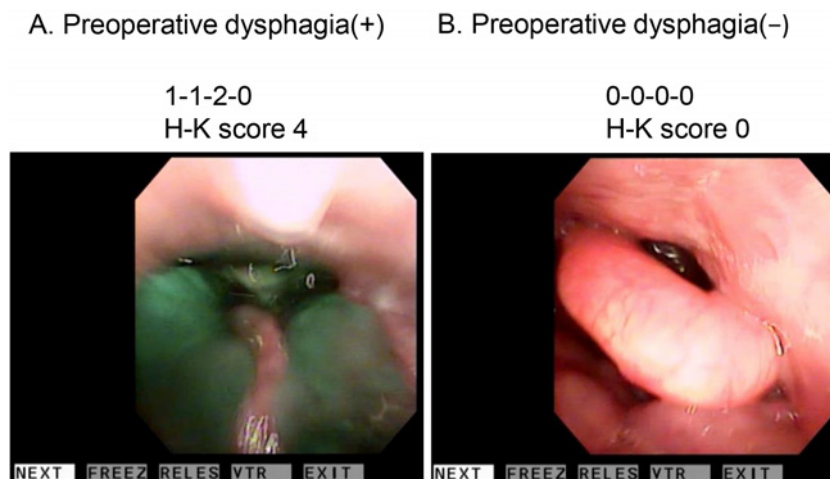 A. Preoperative dysphagia(+)
1-1-2-0
H-K score 4
NEXT FREEZ RELES VTR EXIT
B. Preoperative dysphagia(−)
0-0-0-0
H-K score 0
NEXT FREEZ RELES VTR EXIT